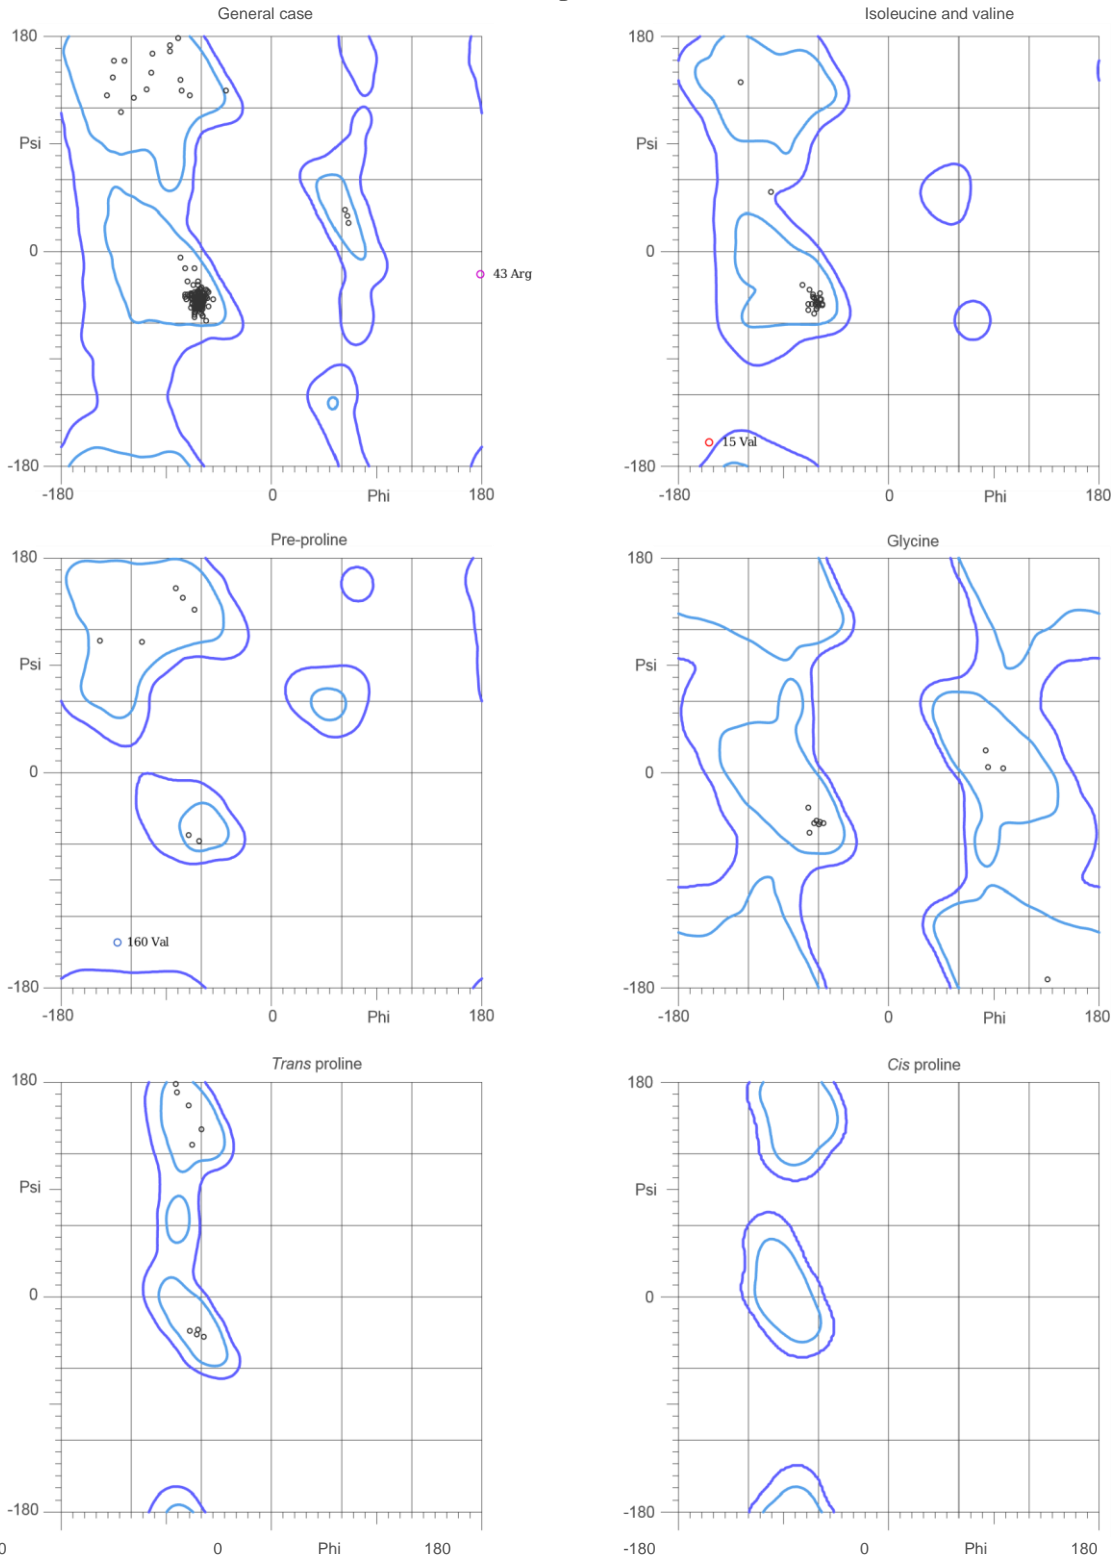 General case
Isoleucine and valine
180
180
Psi
Psi
0
0
43 Arg
15 Val
-180
-180
-180 0 Phi 180
-180 0 Phi 180
Pre-proline
Glycine
180
180
Psi
Psi
0
0
160 Val
-180
-180
-180 0 Phi 180
-180 0 Phi 180
Trans proline
Cis proline
180
180
Psi
Psi
0
0
-180
-180
0 0 Phi 180
-180 0 Phi 180